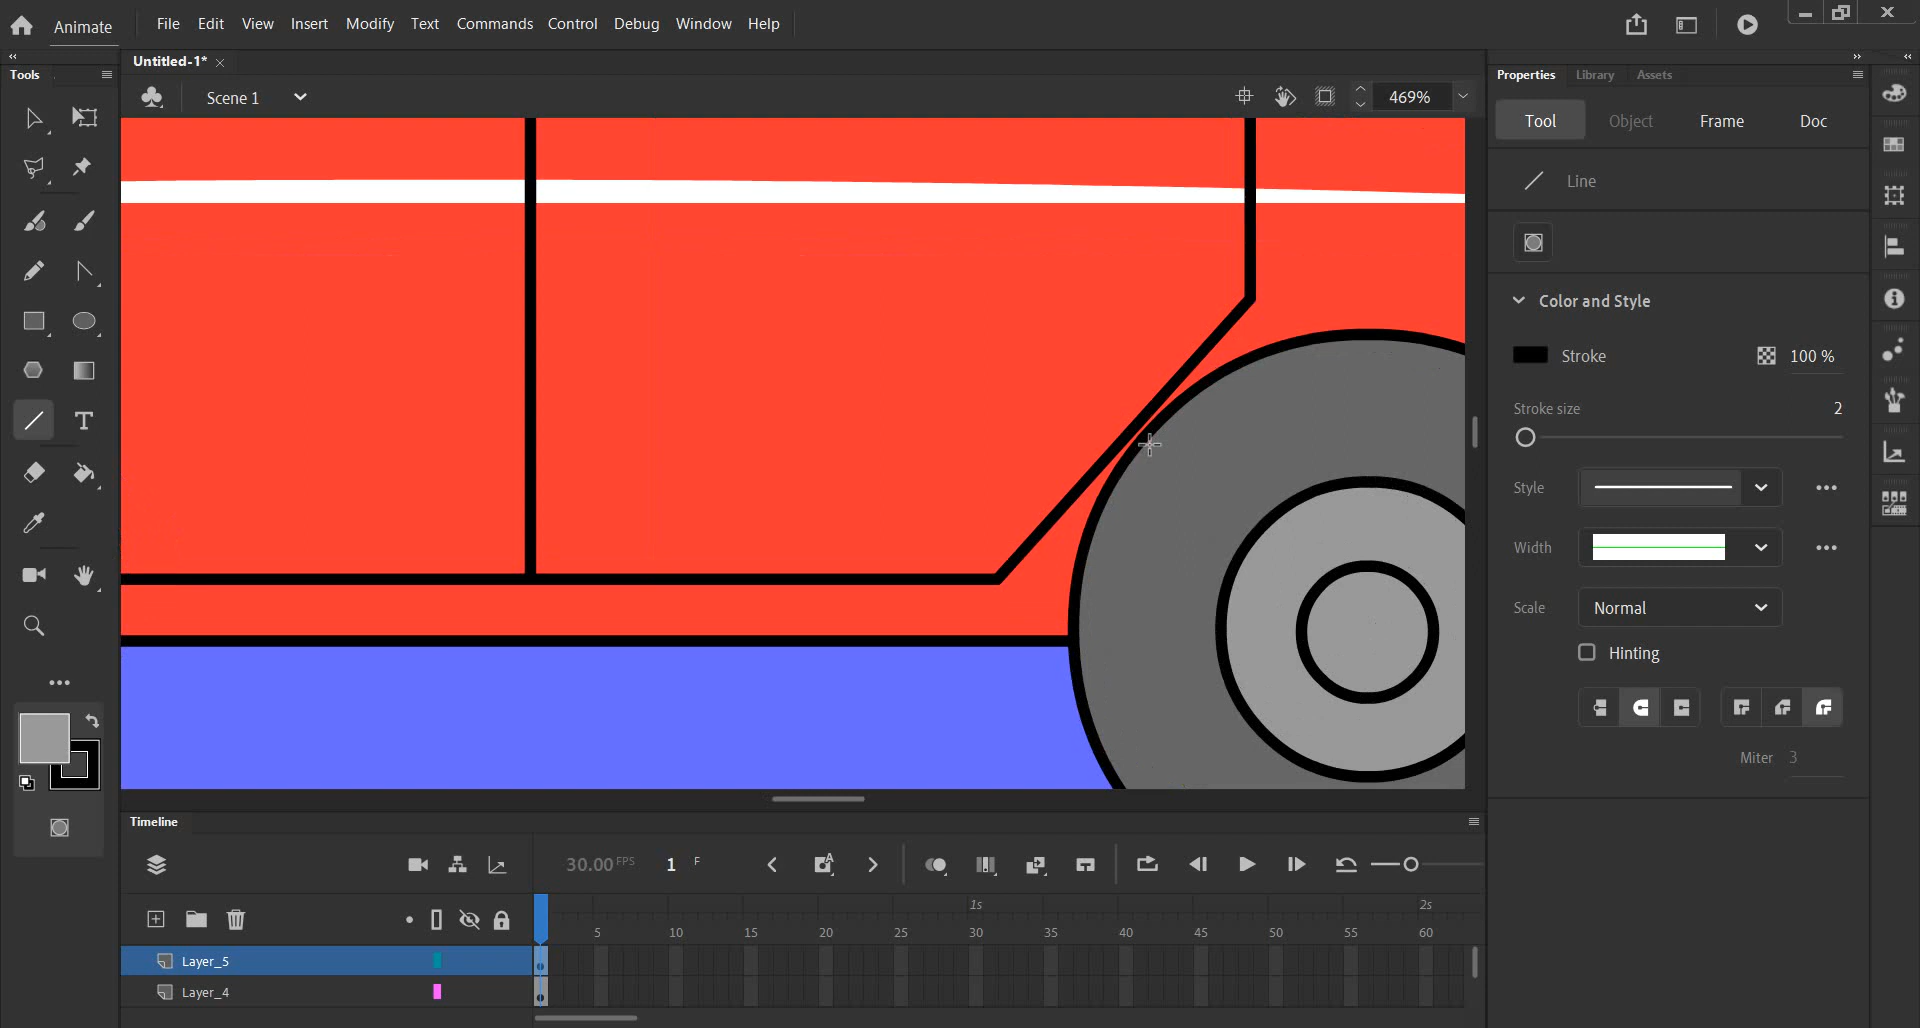 Animate
File Edit View Insert Modify Text Commands Control Debug Window Help
Tools
Untitled-1*
Scene 1
469%
Properties Library Assets
Tool Object Frame Doc
Line
Color and Style
Stroke 100 %
Stroke size 2
Style
Width
Scale Normal
Hinting
Miter 3
Timeline
30.00 FPS 1 F
1s 2s
5 10 15 20 25 30 35 40 45 50 55 60
Layer_5
Layer_4